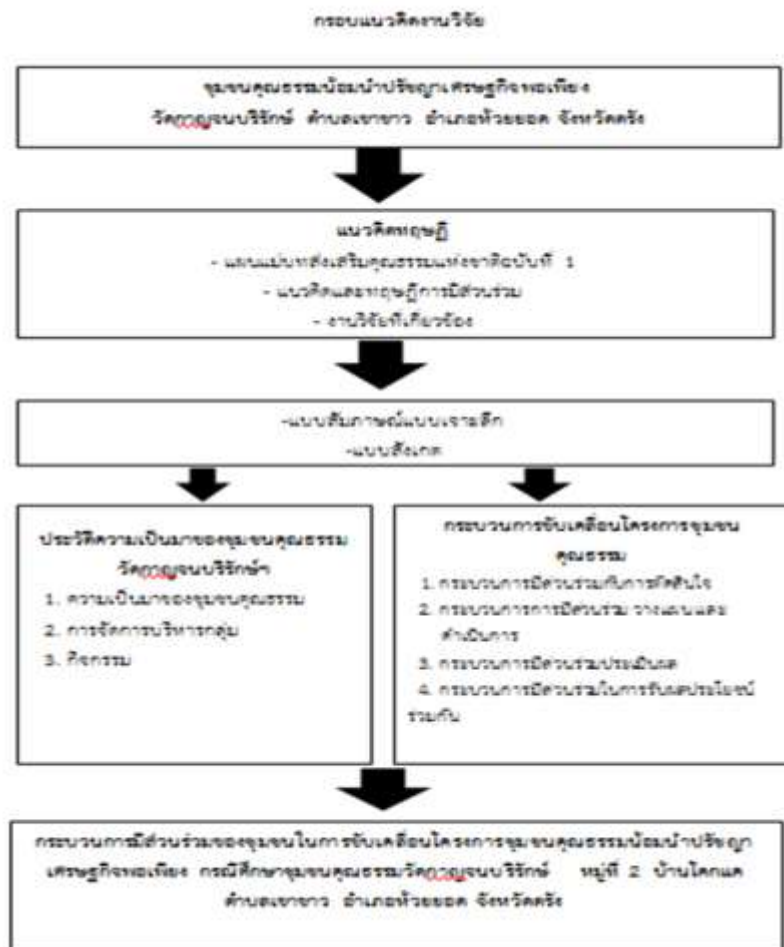 กรอบแนวคิดงานวิจัย
ชุมชนคุณธรรมน้อมนำปรัชญาเศรษฐกิจพอเพียง
วัดกาญจนบริรักษ์ ตำบลเขาขาว อำเภอห้วยยอด จังหวัดตรัง
แนวคิดทฤษฎี
- แผนแม่บทส่งเสริมคุณธรรมแห่งชาติฉบับที่ 1
- แนวคิดและทฤษฎีการมีส่วนร่วม
- งานวิจัยที่เกี่ยวข้อง
-แบบสัมภาษณ์แบบเจาะลึก
-แบบสังเกต
ประวัติความเป็นมาของชุมชนคุณธรรม
วัดกาญจนบริรักษ์ฯ
1. ความเป็นมาของชุมชนคุณธรรม
2. การจัดการบริหารกลุ่ม
3. กิจกรรม
กระบวนการขับเคลื่อนโครงการชุมชน
คุณธรรม
1. กระบวนการมีส่วนร่วมกับการตัดสินใจ
2. กระบวนการการมีส่วนร่วม วางแผนและ
ดำเนินการ
3. กระบวนการมีส่วนร่วมประเมินผล
4. กระบวนการมีส่วนร่วมในการรับผลประโยชน์
ร่วมกัน
กระบวนการมีส่วนร่วมของชุมชนในการขับเคลื่อนโครงการชุมชนคุณธรรมน้อมนำปรัชญา
เศรษฐกิจพอเพียง กรณีศึกษาชุมชนคุณธรรมวัดกาญจนบริรักษ์ หมู่ที่ 2 บ้านโคกแค
ตำบลเขาขาว อำเภอห้วยยอด จังหวัดตรัง